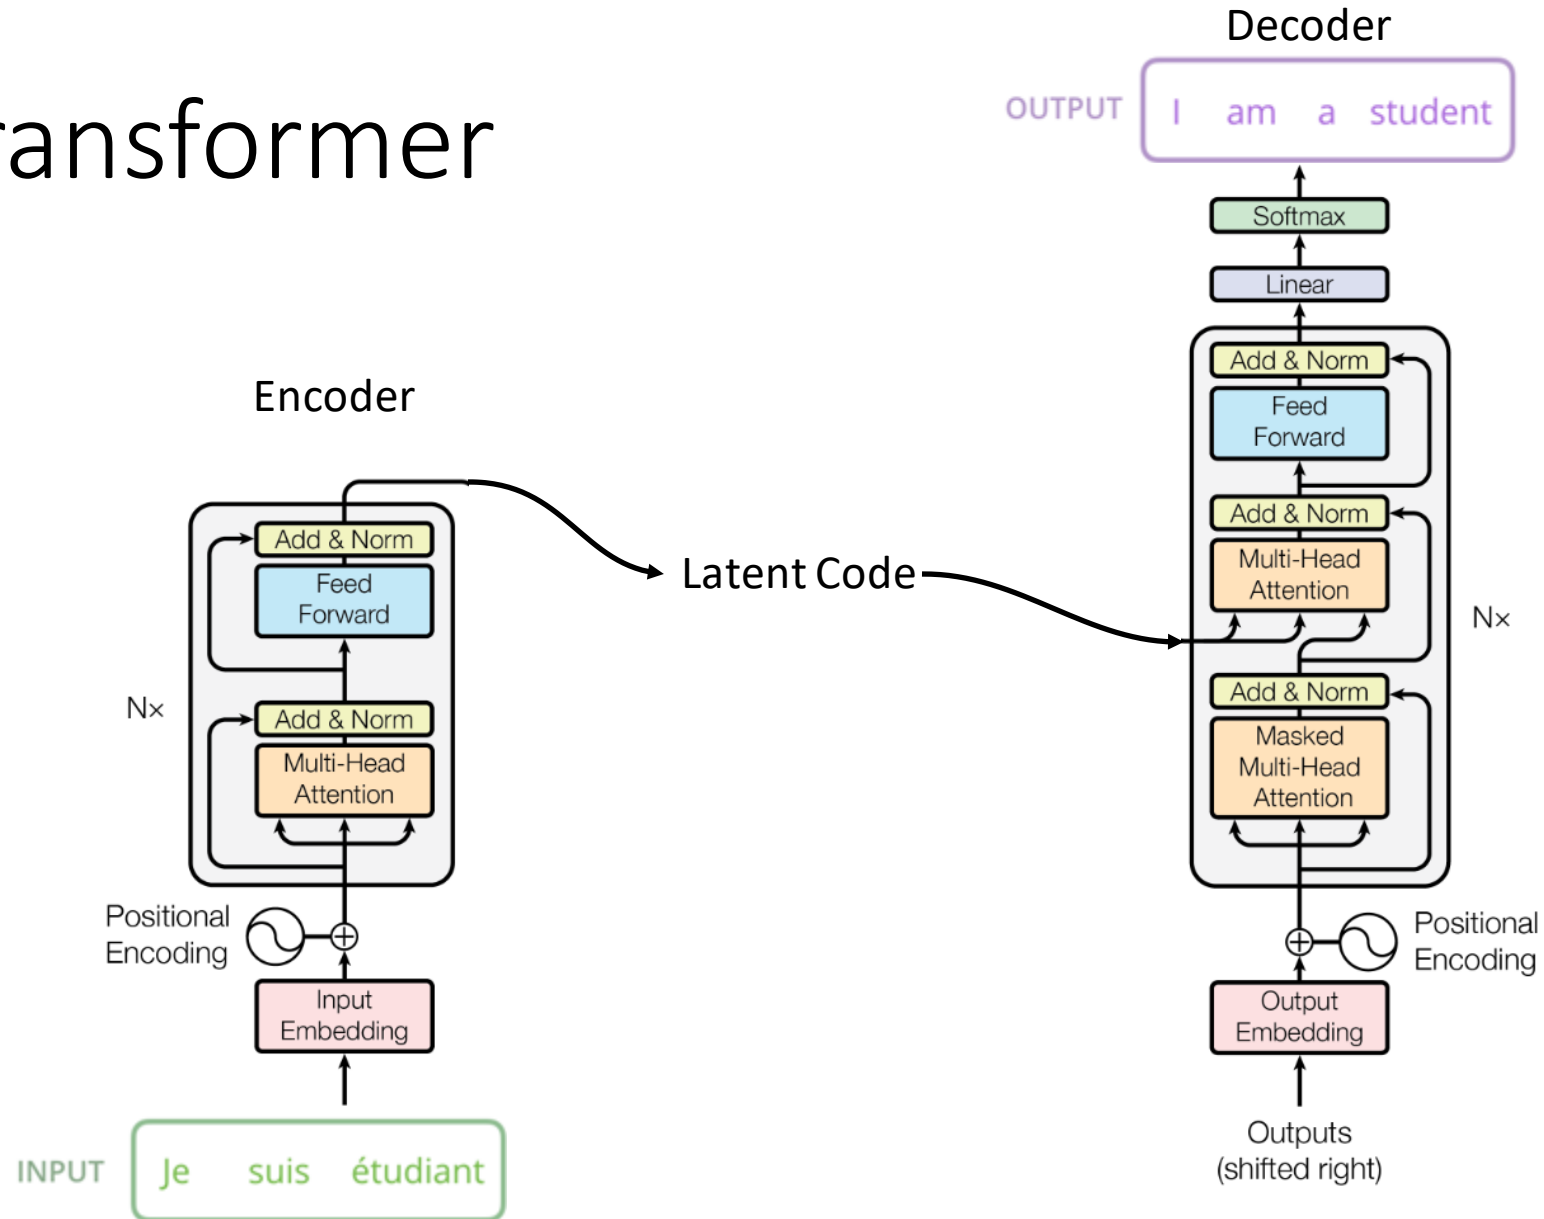 ransformer
Encoder
Add & Norm
Feed
Forward
Nx
Add & Norm
Multi-Head
Attention
Positional
Encoding
Input
Embedding
INPUT
Je suis étudiant
Latent Code
Decoder
OUTPUT
I am a student
Softmax
Linear
Add & Norm
Feed
Forward
Add & Norm
Multi-Head
Attention
Nx
Add & Norm
Masked
Multi-Head
Attention
Positional
Encoding
Output
Embedding
Outputs
(shifted right)